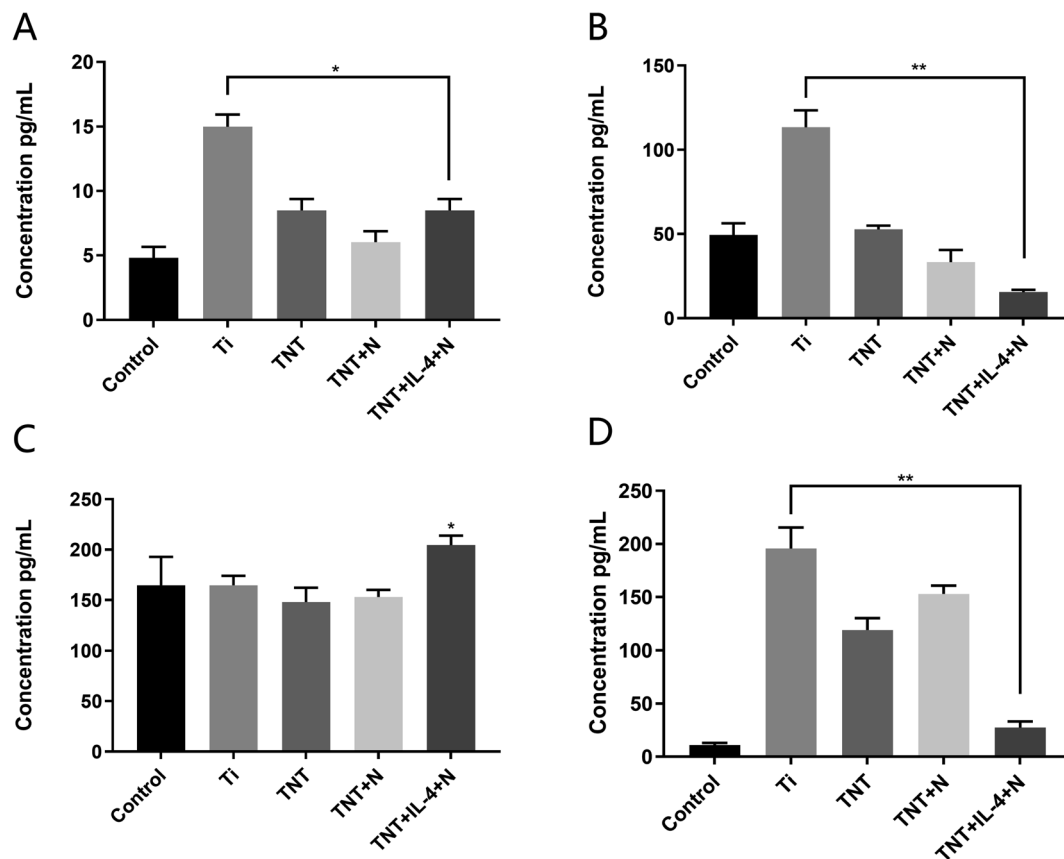 A
Concentration pg/mL
20
15
10
5
0
*
Control
Ti
TNT
TNT+N
TNT+IL-4+N
B
Concentration pg/mL
150
100
50
0
**
Control
Ti
TNT
TNT+N
TNT+IL-4+N
C
Concentration pg/mL
250
200
150
100
50
0
*
Control
Ti
TNT
TNT+N
TNT+IL-4+N
D
Concentration pg/mL
250
200
150
100
50
0
**
Control
Ti
TNT
TNT+N
TNT+IL-4+N